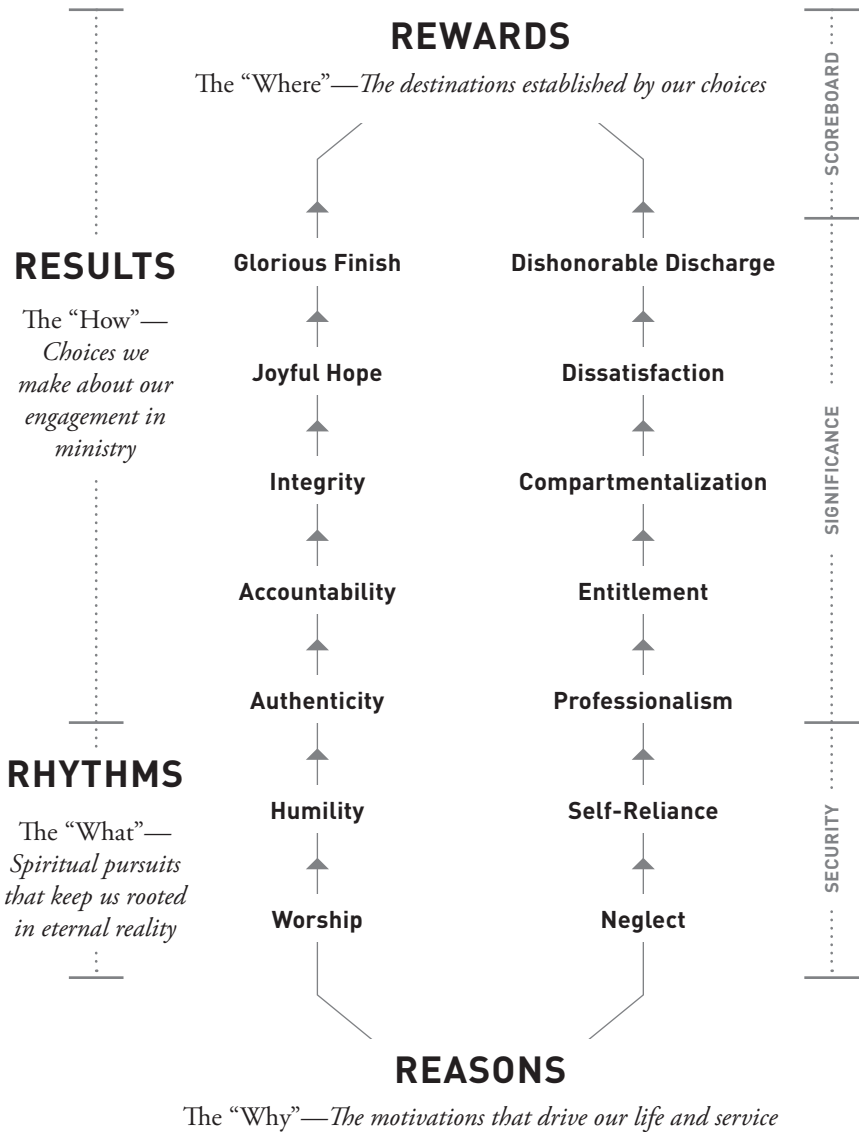 REWARDS
The “Where”—The destinations established by our choices
SCOREBOARD
RESULTS
The “How”—
Choices we
make about our
engagement in
ministry
Glorious Finish
Dishonorable Discharge
Joyful Hope
Dissatisfaction
Integrity
Compartmentalization
Accountability
Entitlement
Authenticity
Professionalism
SIGNIFICANCE
RHYTHMS
The “What”—
Spiritual pursuits
that keep us rooted
in eternal reality
Humility
Self-Reliance
Worship
Neglect
SECURITY
REASONS
The “Why”—The motivations that drive our life and service